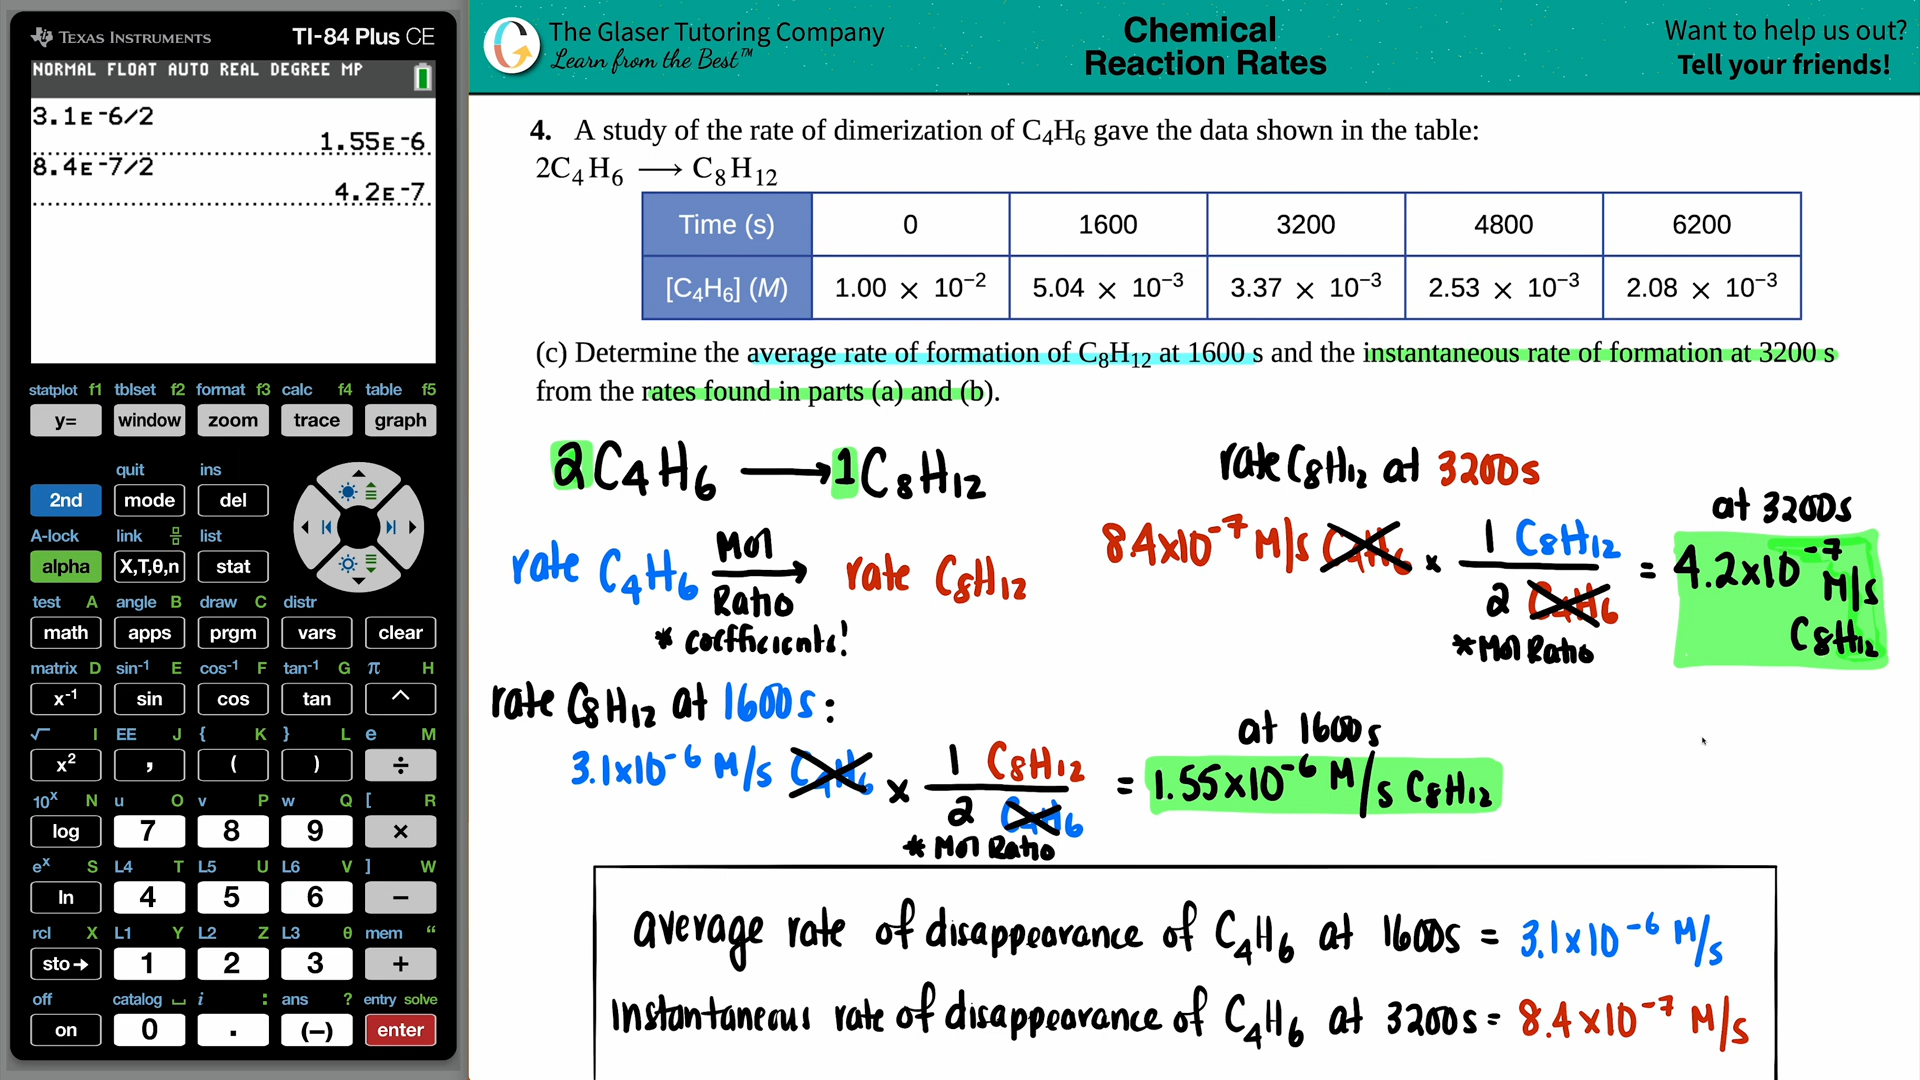 TEXAS INSTRUMENTS TI-84 Plus CE
NORMAL FLOAT AUTO REAL DEGREE MP
3.1E-6/2
1.55E-6
8.4E-7/2
4.2E-7
statplot f1 tblset f2 format f3 calc f4 table f5
y= window zoom trace graph
quit ins
2nd mode del
A-lock link list
alpha X,T,θ,n stat
test A angle B draw C distr
math apps prgm vars clear
matrix D sin⁻¹ E cos⁻¹ F tan⁻¹ G π H
x⁻¹ sin cos tan ^
√ I EE J { K } L e M
x² , ( ) ÷
10ˣ N u O v P w Q [ R
log 7 8 9 ×
eˣ S L4 T L5 U L6 V ] W
ln 4 5 6 −
rcl X L1 Y L2 Z L3 θ mem “
sto→ 1 2 3 +
off catalog ⎵ i : ans ? entry solve
on 0 . (−) enter
The Glaser Tutoring Company
Learn from the Best™
Chemical
Reaction Rates
Want to help us out?
Tell your friends!
4. A study of the rate of dimerization of C₄H₆ gave the data shown in the table:
2C₄H₆ ⟶ C₈H₁₂
Time (s) 0 1600 3200 4800 6200
[C₄H₆] (M) 1.00 × 10⁻² 5.04 × 10⁻³ 3.37 × 10⁻³ 2.53 × 10⁻³ 2.08 × 10⁻³
(c) Determine the average rate of formation of C₈H₁₂ at 1600 s and the instantaneous rate of formation at 3200 s
from the rates found in parts (a) and (b).
2C₄H₆ → 1C₈H₁₂
rate C₄H₆ Mol Ratio → rate C₈H₁₂
* coefficients!
rate C₈H₁₂ at 3200s
8.4x10⁻⁷ M/s C₄H₆ x 1 C₈H₁₂ / 2 C₄H₆ =
* Mol Ratio
at 3200s
4.2x10⁻⁷
M/s
C₈H₁₂
rate C₈H₁₂ at 1600s:
3.1x10⁻⁶ M/s C₄H₆ x 1 C₈H₁₂ / 2 C₄H₆ =
* Mol Ratio
at 1600s
1.55x10⁻⁶ M/s C₈H₁₂
average rate of disappearance of C₄H₆ at 1600s = 3.1x10⁻⁶ M/s
instantaneous rate of disappearance of C₄H₆ at 3200s = 8.4x10⁻⁷ M/s